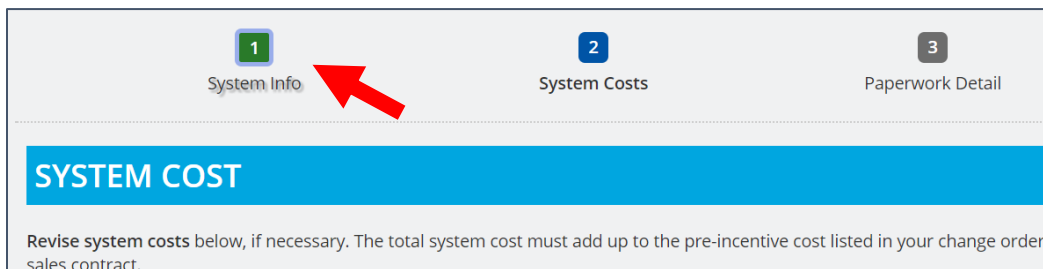 1 2 3
System Info System Costs Paperwork Detail
SYSTEM COST
Revise system costs below, if necessary. The total system cost must add up to the pre-incentive cost listed in your change order
sales contract.